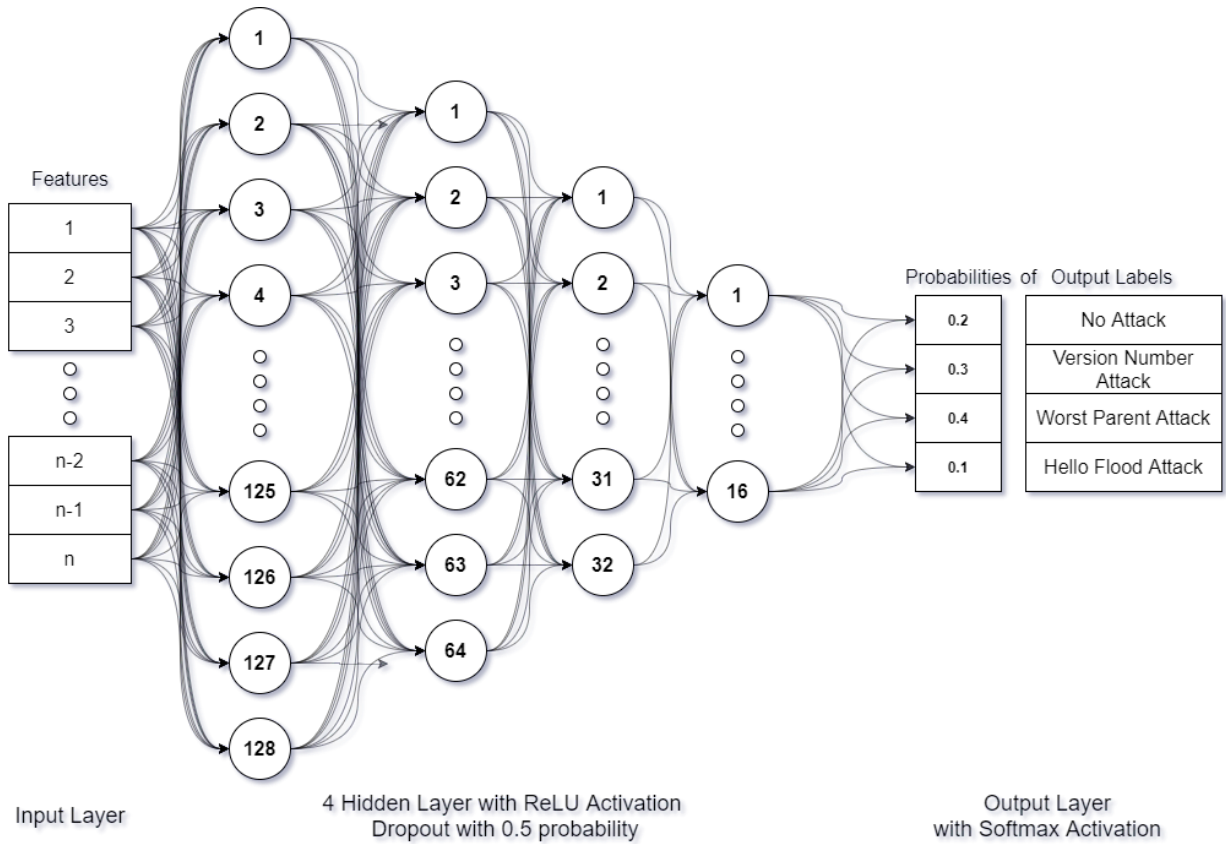 Features
1
2
3
n-2
n-1
n
1
2
3
4
125
126
127
128
1
2
3
62
63
64
1
2
31
32
1
16
Probabilities of Output Labels
0.2
No Attack
0.3
Version Number
Attack
0.4
Worst Parent Attack
0.1
Hello Flood Attack
Input Layer
4 Hidden Layer with ReLU Activation
Dropout with 0.5 probability
Output Layer
with Softmax Activation